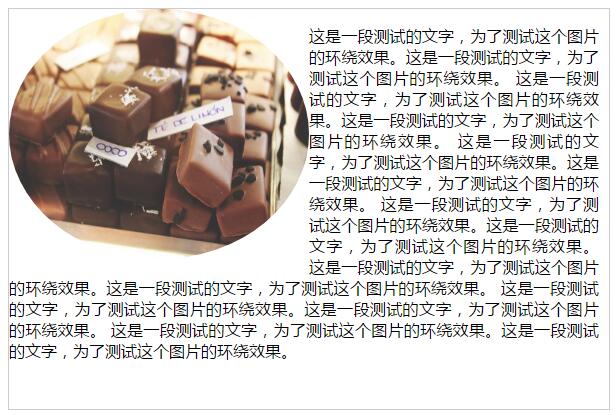 TÉ DE LIMÓN
COCO
这是一段测试的文字，为了测试这个图片
的环绕效果。这是一段测试的文字，为了
测试这个图片的环绕效果。 这是一段测
试的文字，为了测试这个图片的环绕效
果。这是一段测试的文字，为了测试这个
图片的环绕效果。 这是一段测试的文
字，为了测试这个图片的环绕效果。这是
一段测试的文字，为了测试这个图片的环
绕效果。 这是一段测试的文字，为了测
试这个图片的环绕效果。这是一段测试的
文字，为了测试这个图片的环绕效果。
这是一段测试的文字，为了测试这个图片
的环绕效果。这是一段测试的文字，为了测试这个图片的环绕效果。 这是一段测试
的文字，为了测试这个图片的环绕效果。这是一段测试的文字，为了测试这个图片
的环绕效果。 这是一段测试的文字，为了测试这个图片的环绕效果。这是一段测试
的文字，为了测试这个图片的环绕效果。